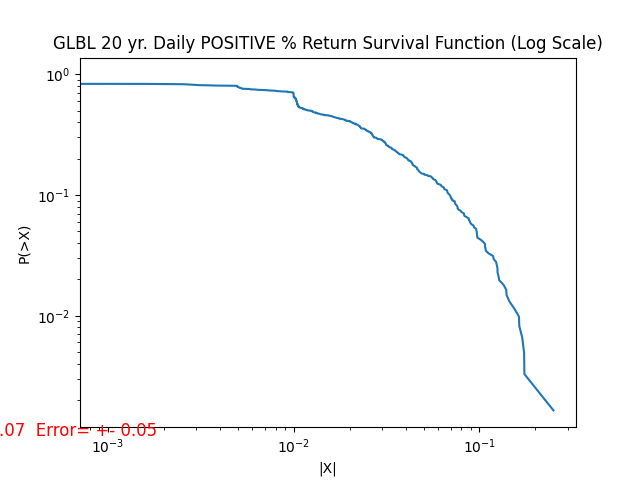 GLBL 20 yr. Daily POSITIVE % Return Survival Function (Log Scale)
10⁰
10⁻¹
10⁻²
P(>X)
.07 Error= +- 0.05
10⁻³ 10⁻² 10⁻¹
|X|